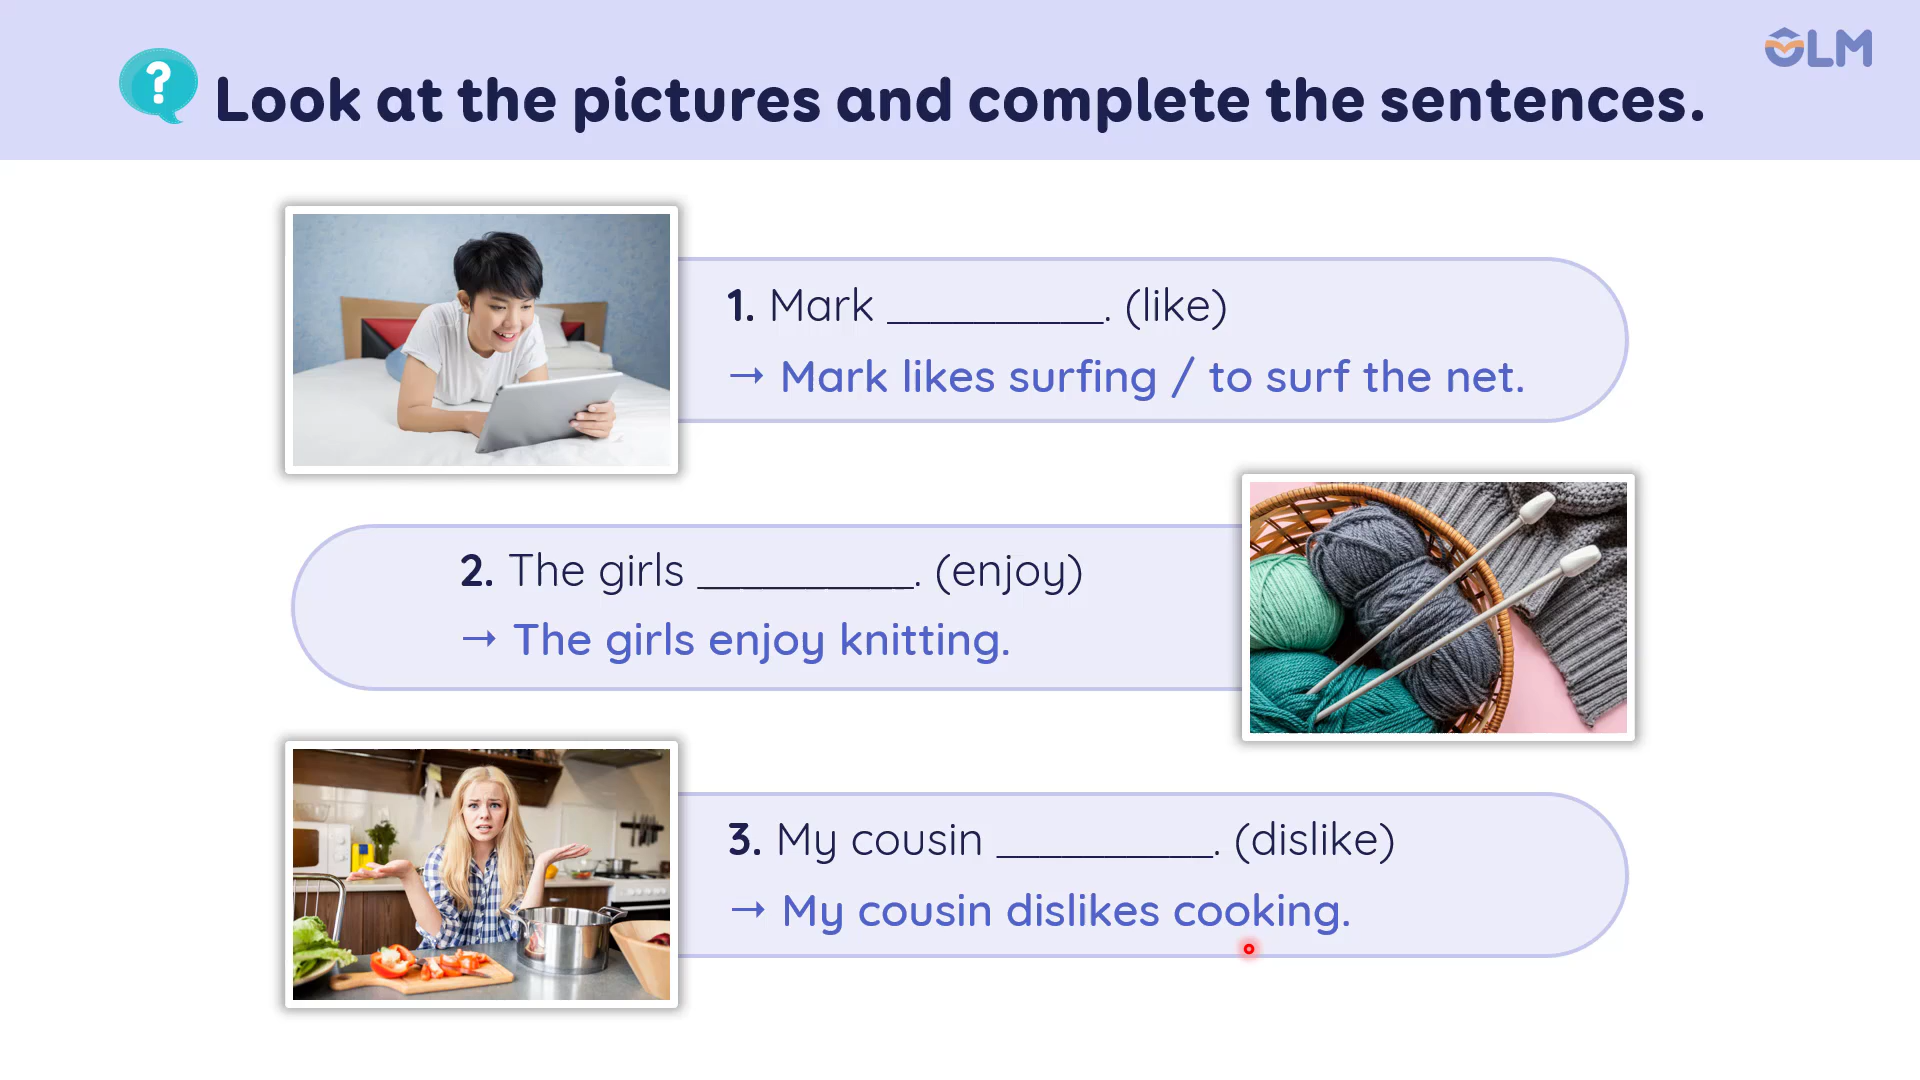 ?
Look at the pictures and complete the sentences.
OLM
1. Mark __________. (like)
→ Mark likes surfing / to surf the net.
2. The girls __________. (enjoy)
→ The girls enjoy knitting.
3. My cousin __________. (dislike)
→ My cousin dislikes cooking.